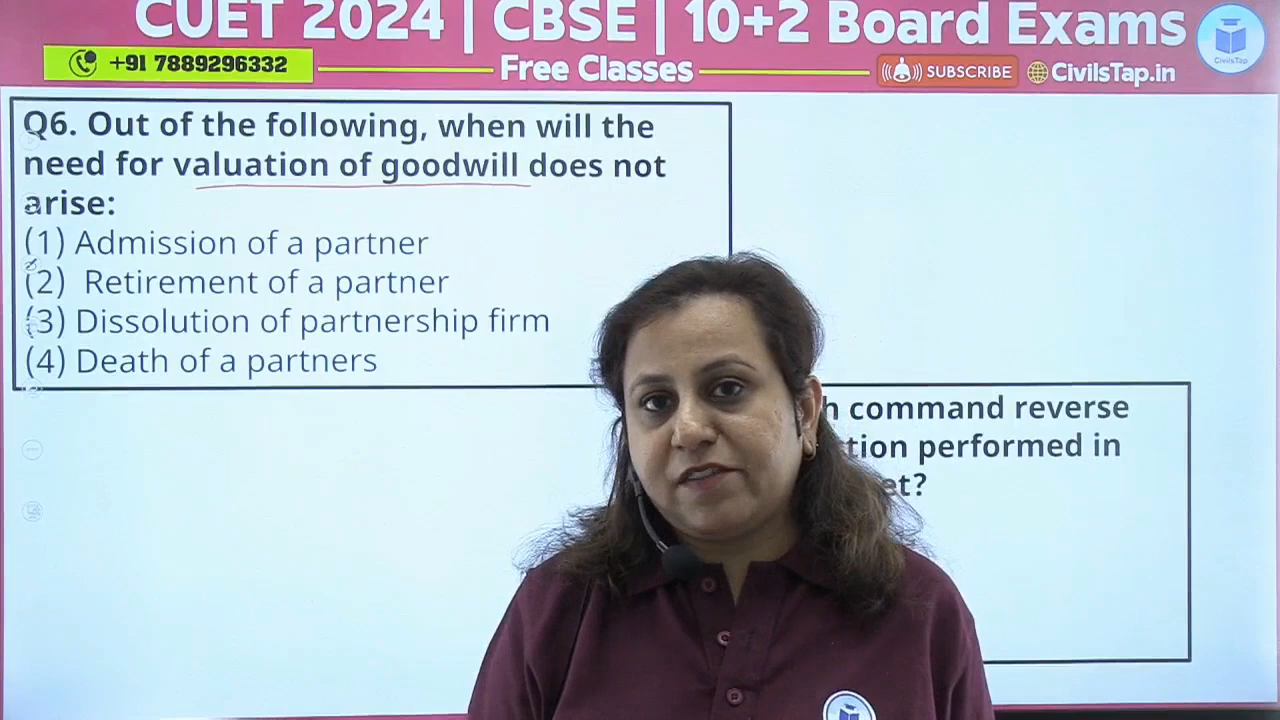 CUET 2024 | CBSE | 10+2 Board Exams
+91 7889296332
Free Classes
SUBSCRIBE
CivilsTap.in
CivilsTap
Q6. Out of the following, when will the
need for valuation of goodwill does not
arise:
(1) Admission of a partner
(2) Retirement of a partner
(3) Dissolution of partnership firm
(4) Death of a partners
command reverse
performed in